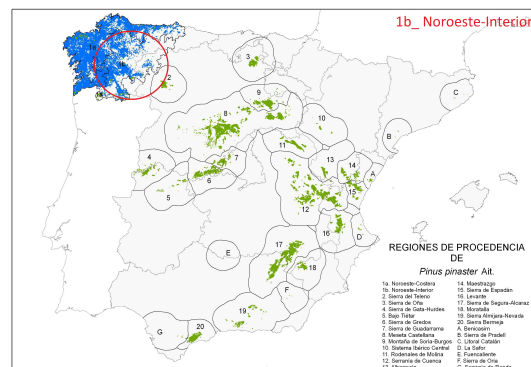 1b_ Noroeste-Interior
1a
3
2
C
9
8
10
B
7
11
4
13
14
A
6
15
5
12
16
D
E
17
18
F
19
G
20
REGIONES DE PROCEDENCIA
DE
Pinus pinaster Ait.
1a. Noroeste-Costera
1b. Noroeste-Interior
2. Sierra del Teleno
3. Sierra de Oña
4. Sierra de Gata-Hurdes
5. Bajo Tiétar
6. Sierra de Gredos
7. Sierra de Guadarrama
8. Meseta Castellana
9. Montaña de Soria-Burgos
10. Sistema Ibérico Central
11. Rodenales de Molina
12. Serranía de Cuenca
14. Maestrazgo
15. Sierra de Espadán
16. Levante
17. Sierra de Segura-Alcaraz
18. Moratalla
19. Sierra Almijara-Nevada
20. Sierra Bermeja
A. Benicasim
B. Sierra de Pradell
C. Litoral Catalán
D. La Safor
E. Fuencaliente
F. Sierra de Oria